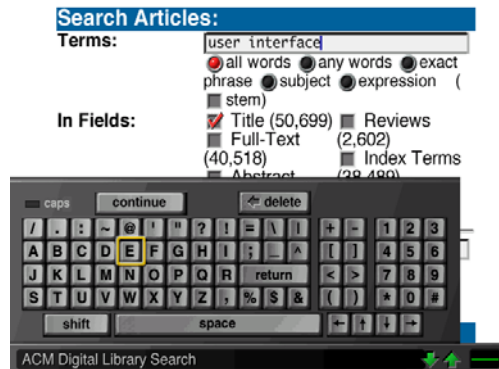 Search Articles:
Terms:
user interface
all words any words exact
phrase subject expression (
stem)
In Fields:
Title (50,699) Reviews
Full-Text (2,602)
(40,518) Index Terms
Abstract (38,489)
caps continue delete
/ . : ~ @ ' " ? ! = \ | + - 1 2 3
A B C D E F G H I ; _ ^ [ ] 4 5 6
J K L M N O P Q R return < > 7 8 9
S T U V W X Y Z , % $ & ( ) * 0 #
shift space ← ↑ ↓ →
ACM Digital Library Search